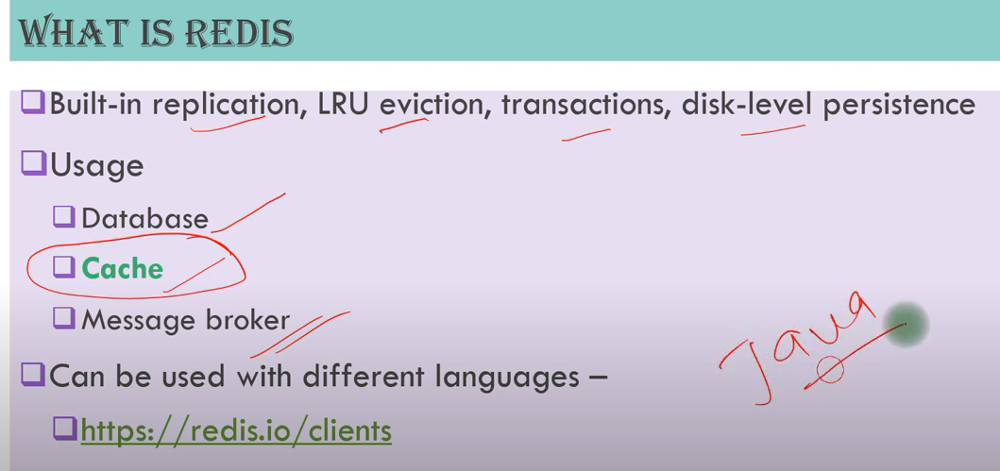 WHAT IS REDIS
Built-in replication, LRU eviction, transactions, disk-level persistence
Usage
Database
Cache
Message broker
Can be used with different languages –
https://redis.io/clients
Java